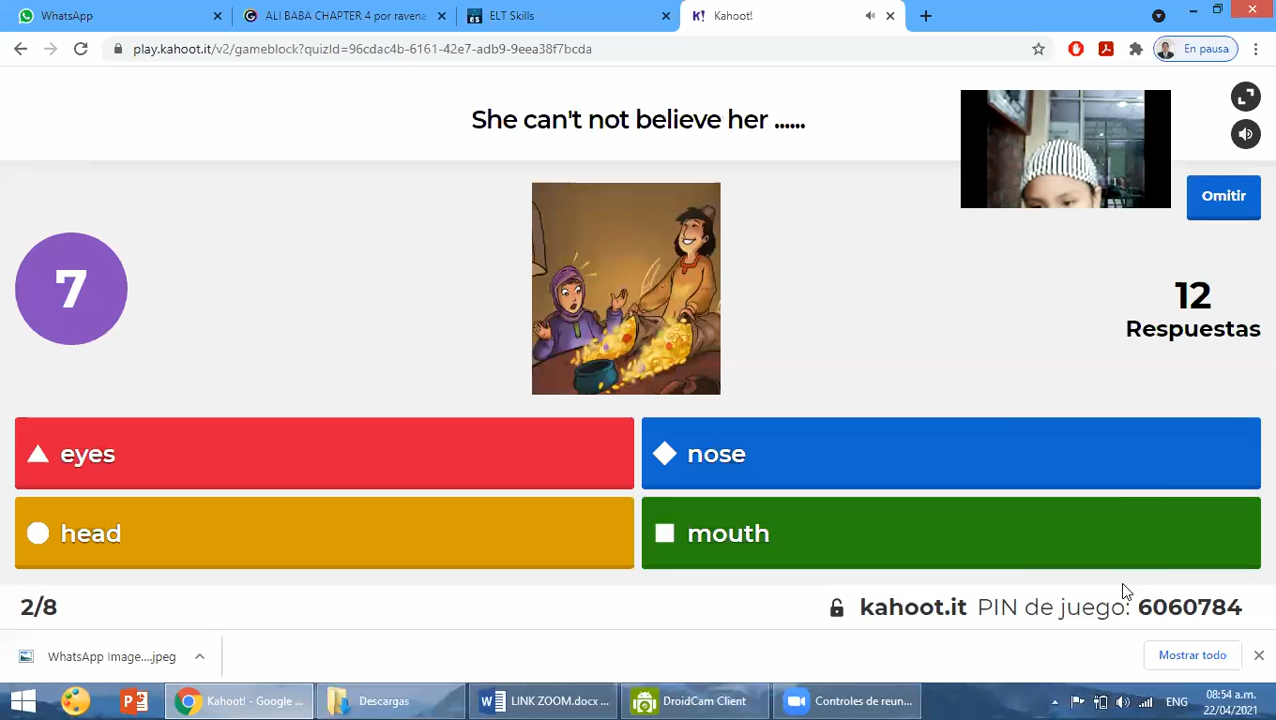 WhatsApp
ALI BABA CHAPTER 4 por ravena
ELT Skills
Kahoot!
play.kahoot.it/v2/gameblock?quizId=96cdac4b-6161-42e7-adb9-9eea38f7bcda
En pausa
She can't not believe her ......
Omitir
7
12
Respuestas
eyes
nose
head
mouth
2/8
kahoot.it PIN de juego: 6060784
WhatsApp Image....jpeg
Mostrar todo
Kahoot! - Google ...
Descargas
LINK ZOOM.docx ...
DroidCam Client
Controles de reun...
ENG
08:54 a.m.
22/04/2021